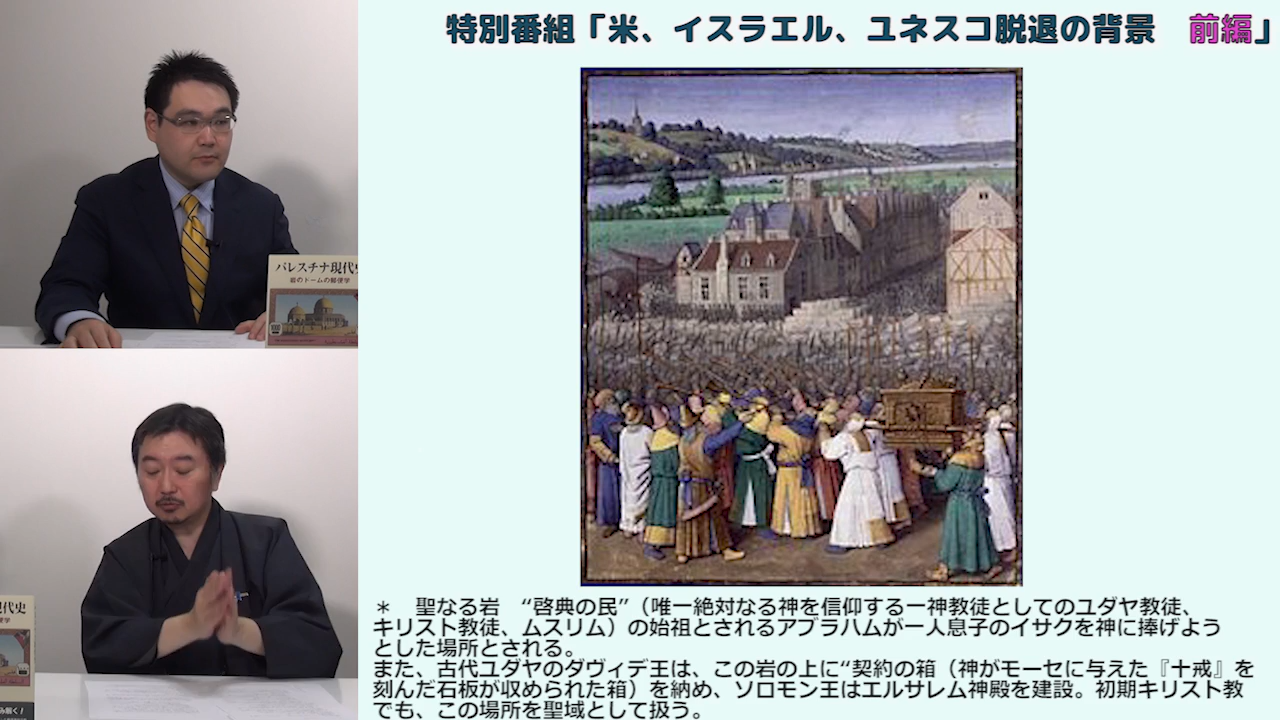 特別番組「米、イスラエル、ユネスコ脱退の背景　前編」
パレスチナ現代史
岩のドームの郵便学
1000
＊　聖なる岩　“啓典の民”（唯一絶対なる神を信仰する一神教徒としてのユダヤ教徒、
キリスト教徒、ムスリム）の始祖とされるアブラハムが一人息子のイサクを神に捧げよう
とした場所とされる。
また、古代ユダヤのダヴィデ王は、この岩の上に“契約の箱（神がモーセに与えた『十戒』を
刻んだ石板が収められた箱）を納め、ソロモン王はエルサレム神殿を建設。初期キリスト教
でも、この場所を聖域として扱う。
現代史
便学
み解く！